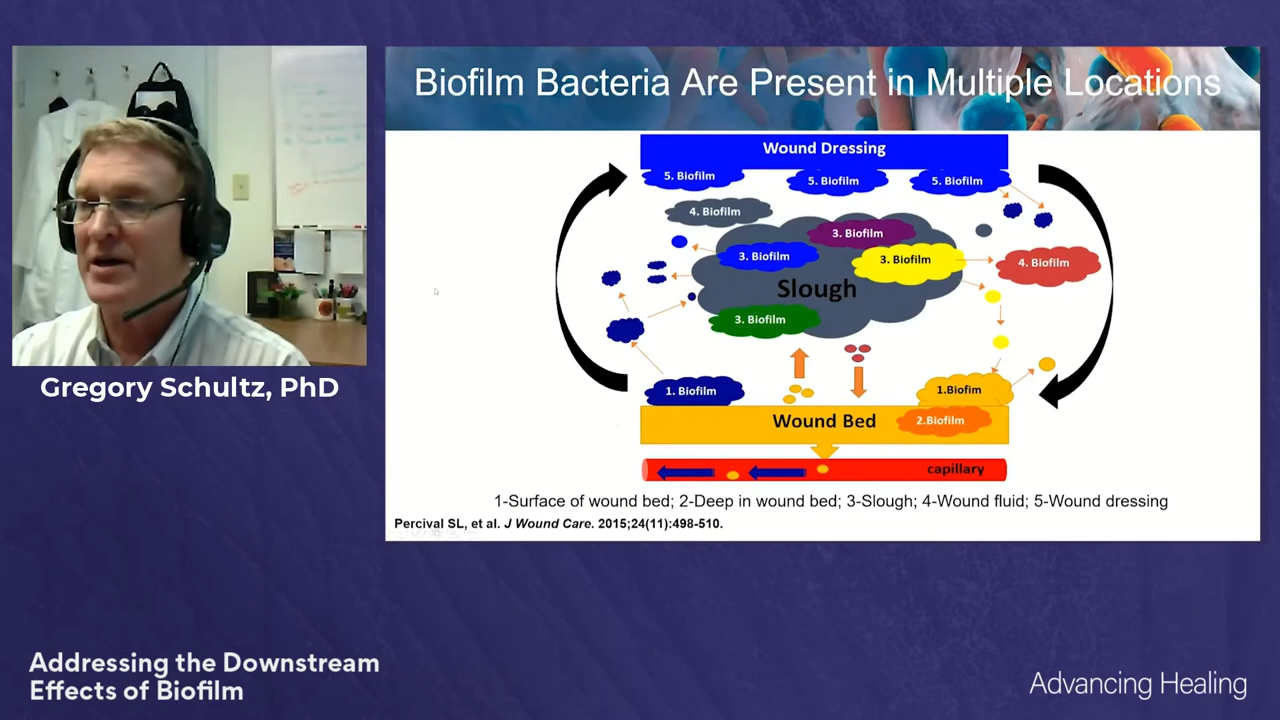 Biofilm Bacteria Are Present in Multiple Locations
Wound Dressing
5. Biofilm
5. Biofilm
5. Biofilm
4. Biofilm
3. Biofilm
3. Biofilm
3. Biofilm
4. Biofilm
Slough
3. Biofilm
1. Biofilm
1.Biofim
Wound Bed
2.Biofilm
capillary
1-Surface of wound bed; 2-Deep in wound bed; 3-Slough; 4-Wound fluid; 5-Wound dressing
Percival SL, et al. J Wound Care. 2015;24(11):498-510.
Gregory Schultz, PhD
Addressing the Downstream
Effects of Biofilm
Advancing Healing